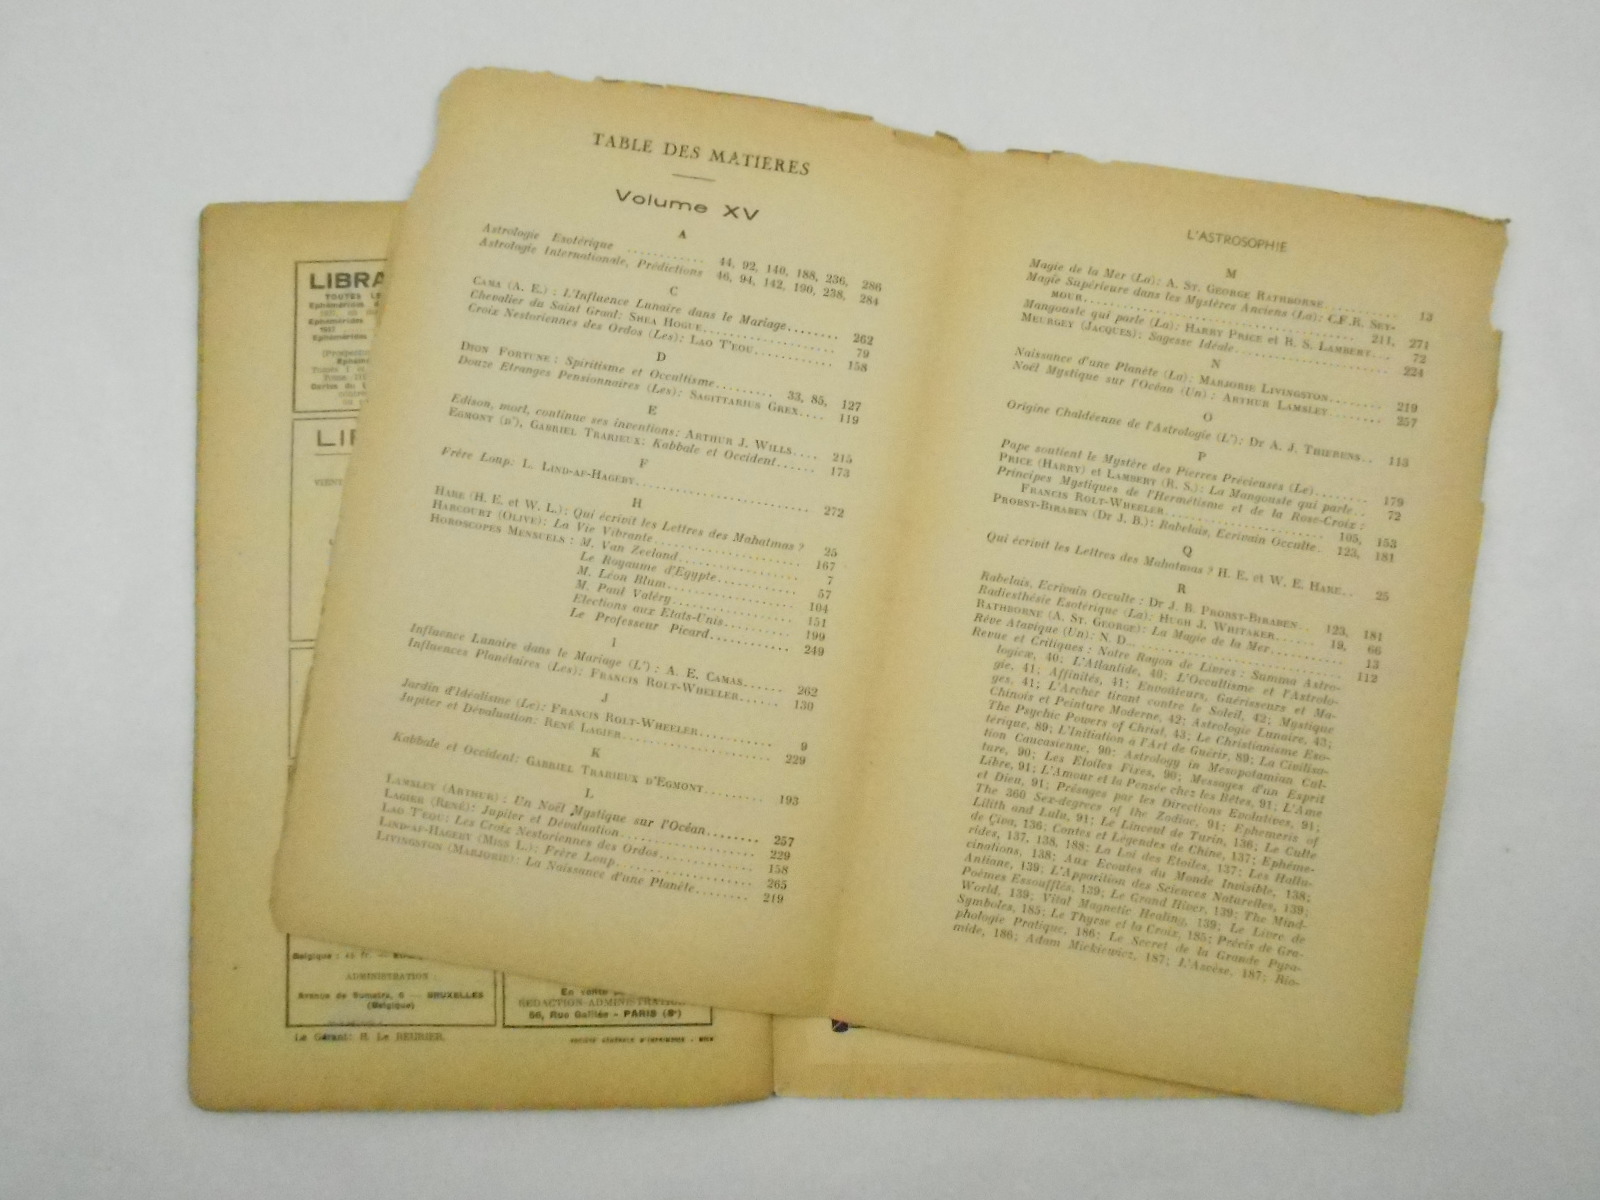 TABLE DES MATIERES
Volume XV
A
Astrologie Esotérique ............ 44, 92, 140, 188, 236, 286
Astrologie Internationale, Prédictions 46, 94, 142, 190, 238, 284
C
CAMA (A. E.) : L'Influence Lunaire dans le Mariage........ 262
Chevalier du Saint Graal: SHEA HOGUE.................... 79
Croix Nestoriennes des Ordos (Les): LAO T'EOU............ 158
D
DION FORTUNE : Spiritisme et Occultisme........ 33, 85, 127
Douze Etranges Pensionnaires (Les): SAGITTARIUS GREX.... 119
E
Edison, mort, continue ses inventions: ARTHUR J. WILLS.... 215
EGMONT (D'), GABRIEL TRARIEUX: Kabbale et Occident...... 173
F
Frère Loup: L. LIND-AF-HAGEBY............................ 272
H
HARE (H. E. et W. L.): Qui écrivit les Lettres des Mahatmas ? 25
HARCOURT (OLIVE): La Vie Vibrante........................ 167
HOROSCOPES MENSUELS : M. Van Zeeland.................... 7
Le Royaume d'Egypte................ 57
M. Léon Blum........................ 104
M. Paul Valéry...................... 151
Elections aux Etats-Unis............ 199
Le Professeur Picard................ 249
I
Influence Lunaire dans le Mariage (L') : A. E. CAMAS...... 262
Influences Planétaires (Les): FRANCIS ROLT-WHEELER...... 130
J
Jardin d'Idéalisme (Le): FRANCIS ROLT-WHEELER............ 9
Jupiter et Dévaluation: RENÉ LAGIER...................... 229
K
Kabbale et Occident: GABRIEL TRARIEUX D'EGMONT.......... 193
L
LAMSLEY (ARTHUR) : Un Noël Mystique sur l'Océan........ 257
LAGIER (RENÉ): Jupiter et Dévaluation.................... 229
LAO T'EOU: Les Croix Nestoriennes des Ordos.............. 158
LIND-AF-HAGEBY (MISS L.): Frère Loup.................... 265
LIVINGSTON (MARJORIE): La Naissance d'une Planète........ 219
L'ASTROSOPHIE
M
Magie de la Mer (La): A. ST. GEORGE RATHBORNE............ 13
Magie Supérieure dans les Mystères Anciens (La): C.F.R. SEY-
MOUR........................................ 211, 271
Mangouste qui parle (La): HARRY PRICE et R. S. LAMBERT.... 72
MEURGEY (JACQUES): Sagesse Idéale........................ 224
N
Naissance d'une Planète (La): MARJORIE LIVINGSTON........ 219
Noël Mystique sur l'Océan (Un) : ARTHUR LAMSLEY.......... 257
O
Origine Chaldéenne de l'Astrologie (L'): Dr A. J. THIERENS.. 113
P
Pape soutient le Mystère des Pierres Précieuses (Le)........ 179
PRICE (HARRY) et LAMBERT (R. S.): La Mangouste qui parle.. 72
Principes Mystiques de l'Hermétisme et de la Rose-Croix :
FRANCIS ROLT-WHEELER........................ 105, 153
PROBST-BIRABEN (Dr J. B.): Rabelais, Ecrivain Occulte. 123, 181
Q
Qui écrivit les Lettres des Mahatmas ? H. E. et W. E. HARE.. 25
R
Rabelais, Ecrivain Occulte : Dr J. B. PROBST-BIRABEN.. 123, 181
Radiesthésie Esotérique (La): HUGH J. WHITAKER........ 19, 66
RATHBORNE (A. ST. GEORGE): La Magie de la Mer............ 13
Rêve Atavique (Un): N. D................................ 112
Revue et Critiques : Notre Rayon de Livres : Summa Astro-
logicæ, 40; L'Atlantide, 40; L'Occultisme et l'Astrolo-
gie, 41; Affinités, 41; Envoûteurs, Guérisseurs et Ma-
ges, 41; L'Archer tirant contre le Soleil, 42; Mystique
Chinois et Peinture Moderne, 42; Astrologie Lunaire, 43;
The Psychic Powers of Christ, 43; Le Christianisme Eso-
térique, 89; L'Initiation à l'Art de Guérir, 89; La Civilisa-
tion Caucasienne, 90; Astrology in Mesopotamian Cul-
ture, 90; Les Etoiles Fixes, 90; Messages d'un Esprit
Libre, 91; L'Amour et la Pensée chez les Bêtes, 91; L'Ame
et Dieu, 91; Présages par les Directions Evolutives, 91;
The 360 Sex-degrees of the Zodiac, 91; Ephemeris of
Lilith and Lulu, 91; Le Linceul de Turin, 136; Le Culte
de Çiva, 136; Contes et Légendes de Chine, 137; Ephéme-
rides, 137, 138, 188; La Loi des Etoiles, 137; Les Hallu-
cinations, 138; Aux Ecoutes du Monde Invisible, 138;
Antiane, 139; L'Apparition des Sciences Naturelles, 139;
Poèmes Essoufflés, 139; Le Grand Hiver, 139; The Mind-
World, 139; Vital Magnetic Healing, 139; Le Livre de
Symboles, 185; Le Thyrse et la Croix, 185; Précis de Gra-
phologie Pratique, 186; Le Secret de la Grande Pyra-
mide, 186; Adam Mickiewicz, 187; L'Ascèse, 187; Bio-
LIBRA
TOUTES LE
Ephémérides
Ephémérides
LIP
VIENT
ADMINISTRATION :
Avenue de Sumatra, 6 — BRUXELLES
(Belgique)
En vente
REDACTION-ADMINISTRATION
56, Rue Galilée - PARIS (8e)
Le Gérant: H. LE BEURIER.